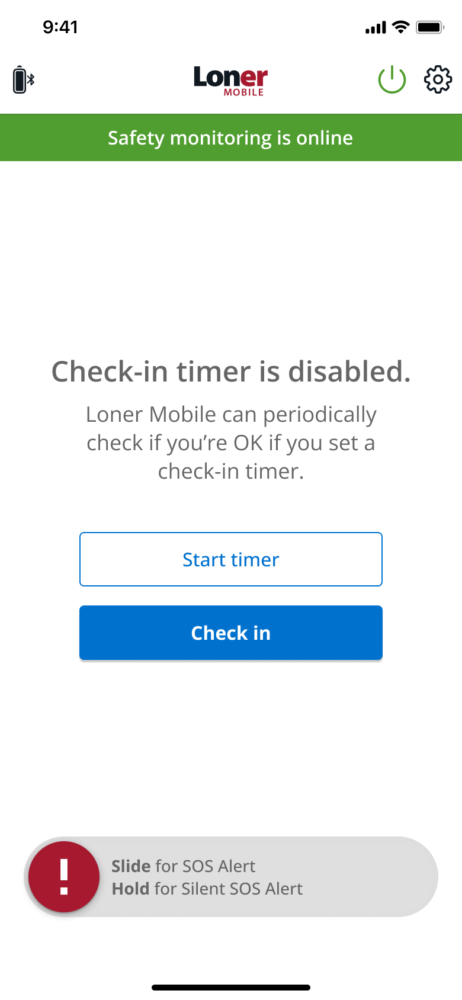 9:41
Loner
MOBILE
Safety monitoring is online
Check-in timer is disabled.
Loner Mobile can periodically
check if you’re OK if you set a
check-in timer.
Start timer
Check in
!
Slide for SOS Alert
Hold for Silent SOS Alert